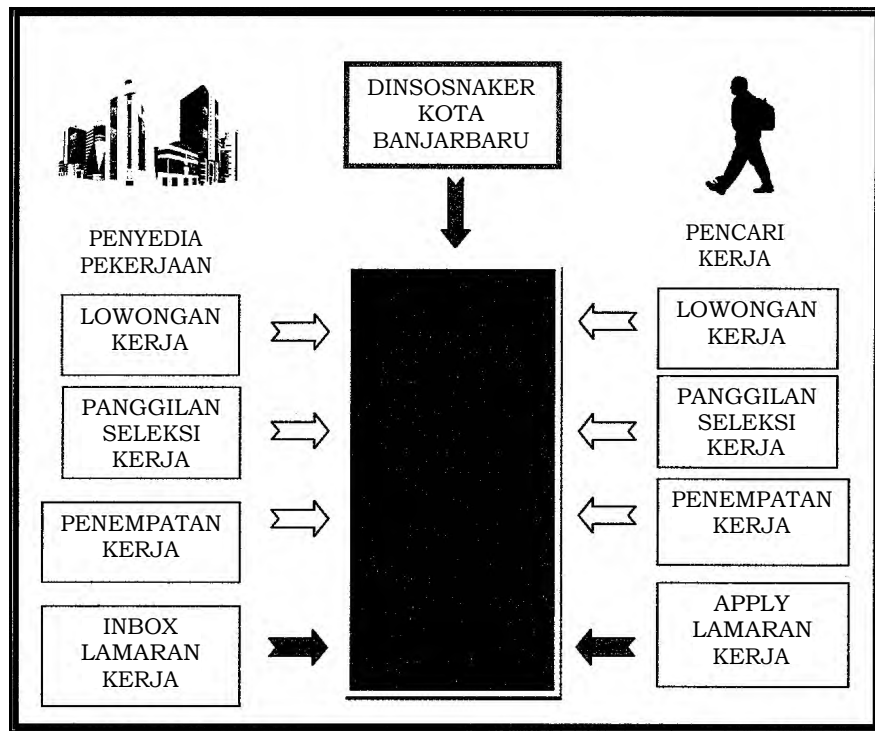 DINSOSNAKER
KOTA
BANJARBARU
PENYEDIA
PEKERJAAN
PENCARI
KERJA
LOWONGAN
KERJA
LOWONGAN
KERJA
PANGGILAN
SELEKSI
KERJA
PANGGILAN
SELEKSI
KERJA
PENEMPATAN
KERJA
PENEMPATAN
KERJA
INBOX
LAMARAN
KERJA
APPLY
LAMARAN
KERJA